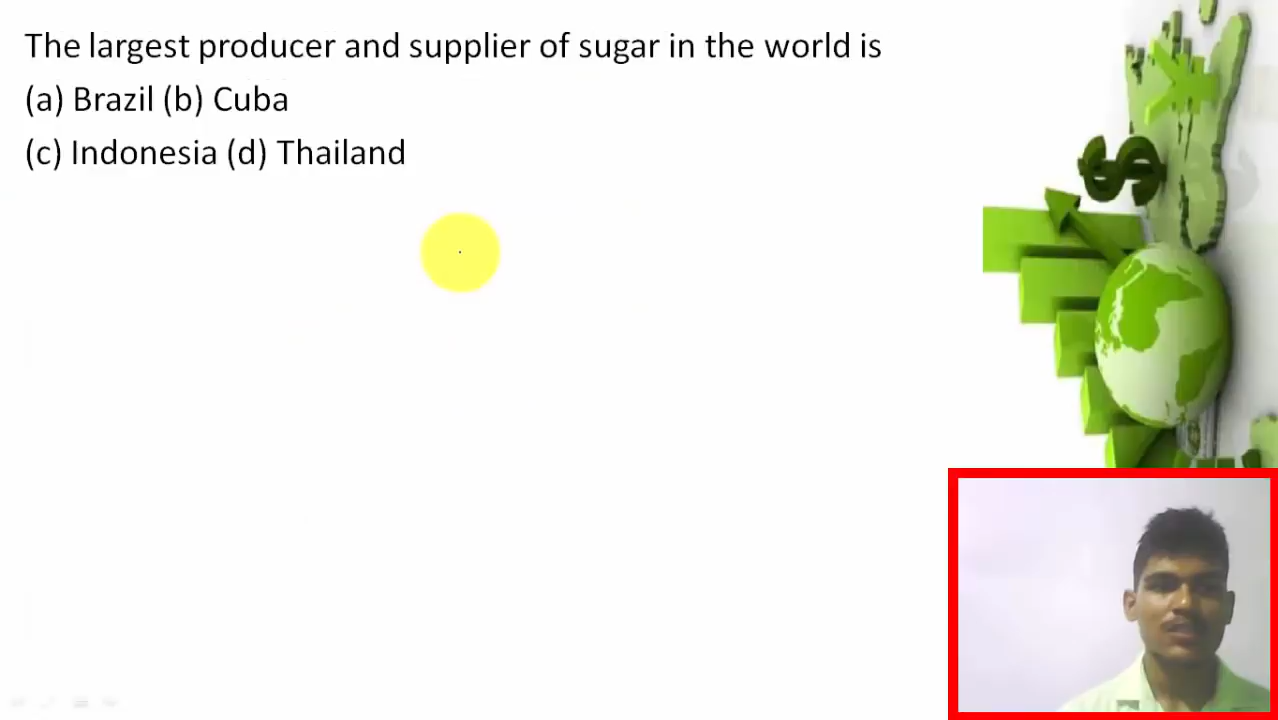 The largest producer and supplier of sugar in the world is
(a) Brazil (b) Cuba
(c) Indonesia (d) Thailand